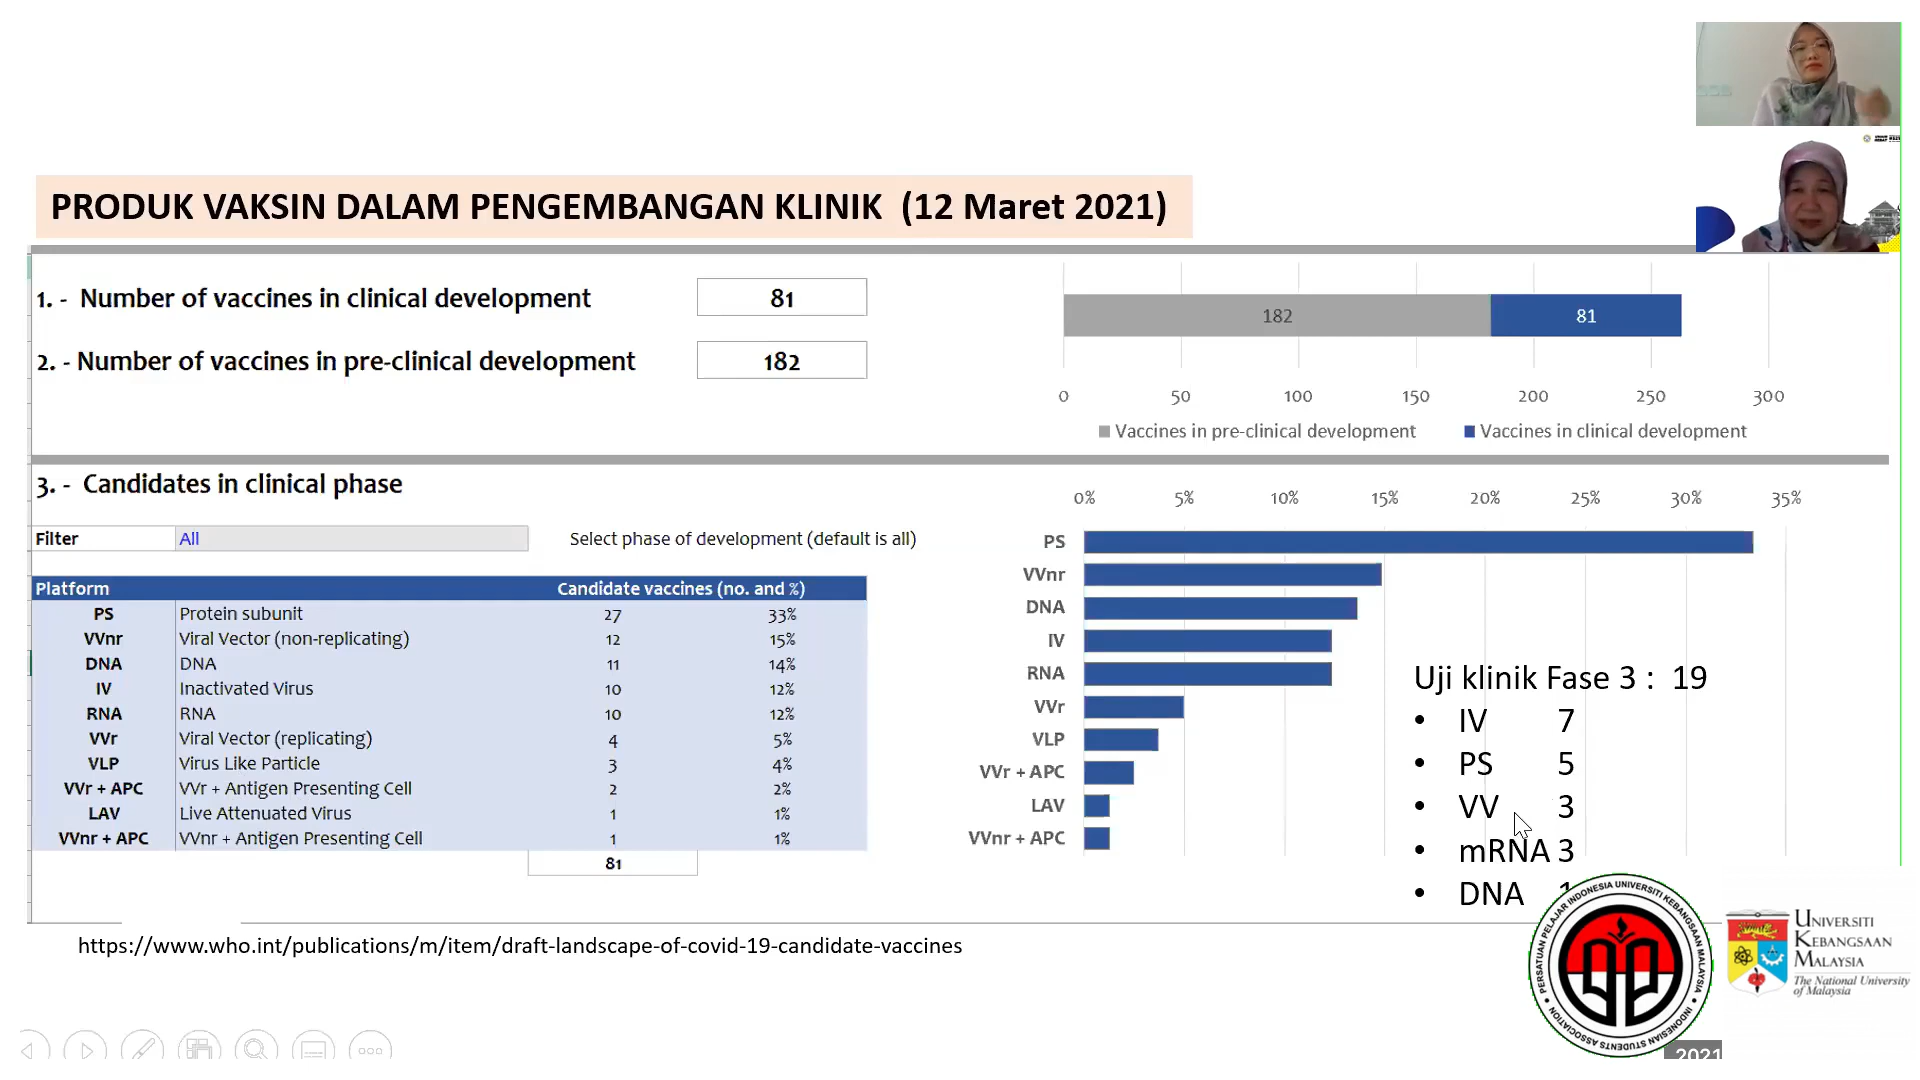 PRODUK VAKSIN DALAM PENGEMBANGAN KLINIK (12 Maret 2021)
1. - Number of vaccines in clinical development 81
2. - Number of vaccines in pre-clinical development 182
182 81
0 50 100 150 200 250 300
Vaccines in pre-clinical development Vaccines in clinical development
3. - Candidates in clinical phase
Filter All Select phase of development (default is all)
Platform Candidate vaccines (no. and %)
PS Protein subunit 27 33%
VVnr Viral Vector (non-replicating) 12 15%
DNA DNA 11 14%
IV Inactivated Virus 10 12%
RNA RNA 10 12%
VVr Viral Vector (replicating) 4 5%
VLP Virus Like Particle 3 4%
VVr + APC VVr + Antigen Presenting Cell 2 2%
LAV Live Attenuated Virus 1 1%
VVnr + APC VVnr + Antigen Presenting Cell 1 1%
81
0% 5% 10% 15% 20% 25% 30% 35%
PS
VVnr
DNA
IV
RNA
VVr
VLP
VVr + APC
LAV
VVnr + APC
Uji klinik Fase 3 : 19
• IV 7
• PS 5
• VV 3
• mRNA 3
• DNA
https://www.who.int/publications/m/item/draft-landscape-of-covid-19-candidate-vaccines
PERSATUAN PELAJAR INDONESIA UNIVERSITI KEBANGSAAN MALAYSIA
INDONESIAN STUDENTS ASSOCIATION
UNIVERSITI
KEBANGSAAN
MALAYSIA
The National University
of Malaysia
2021